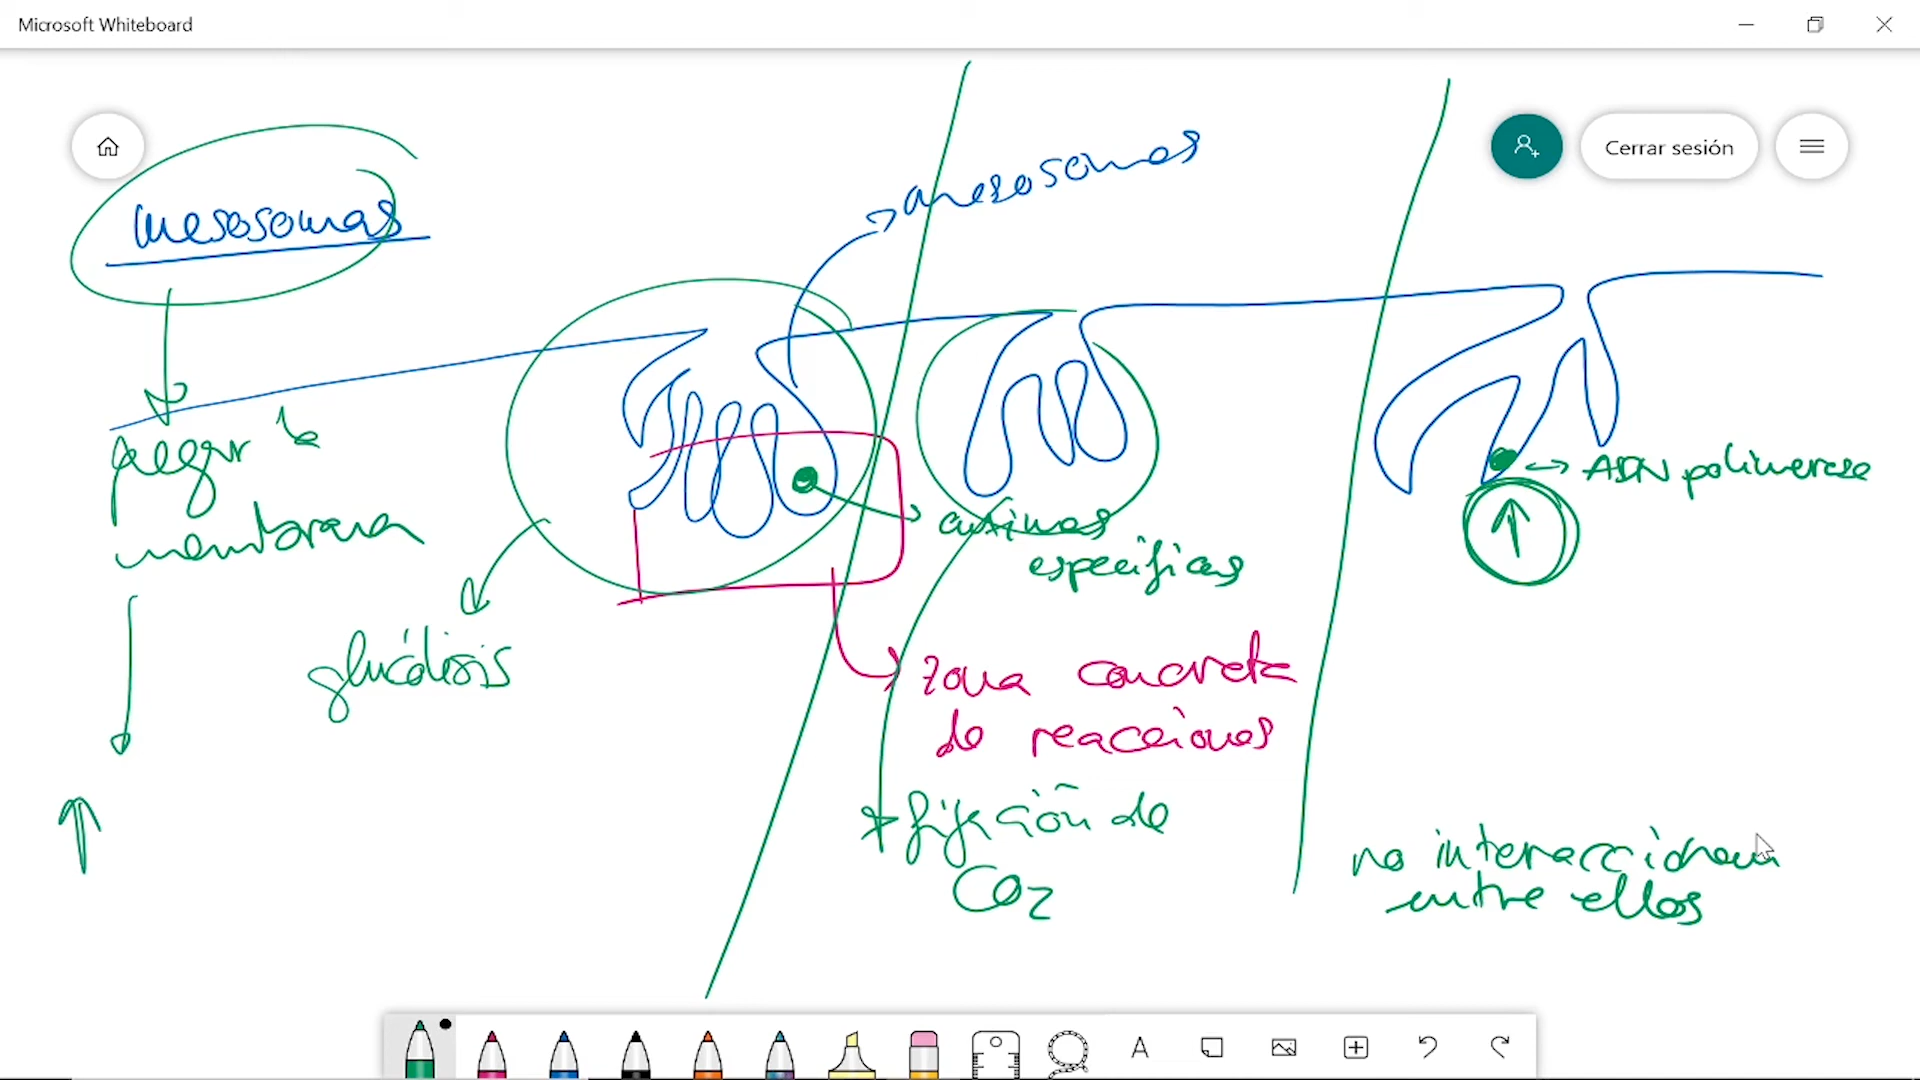 Microsoft Whiteboard
Cerrar sesión
mesosomas
mesosomas
plegar la
membrana
ADN polimerasa
enzimas
específicas
glucólisis
zona concreta
de reacciones
fijación de
CO2
no interaccionan
entre ellos
A